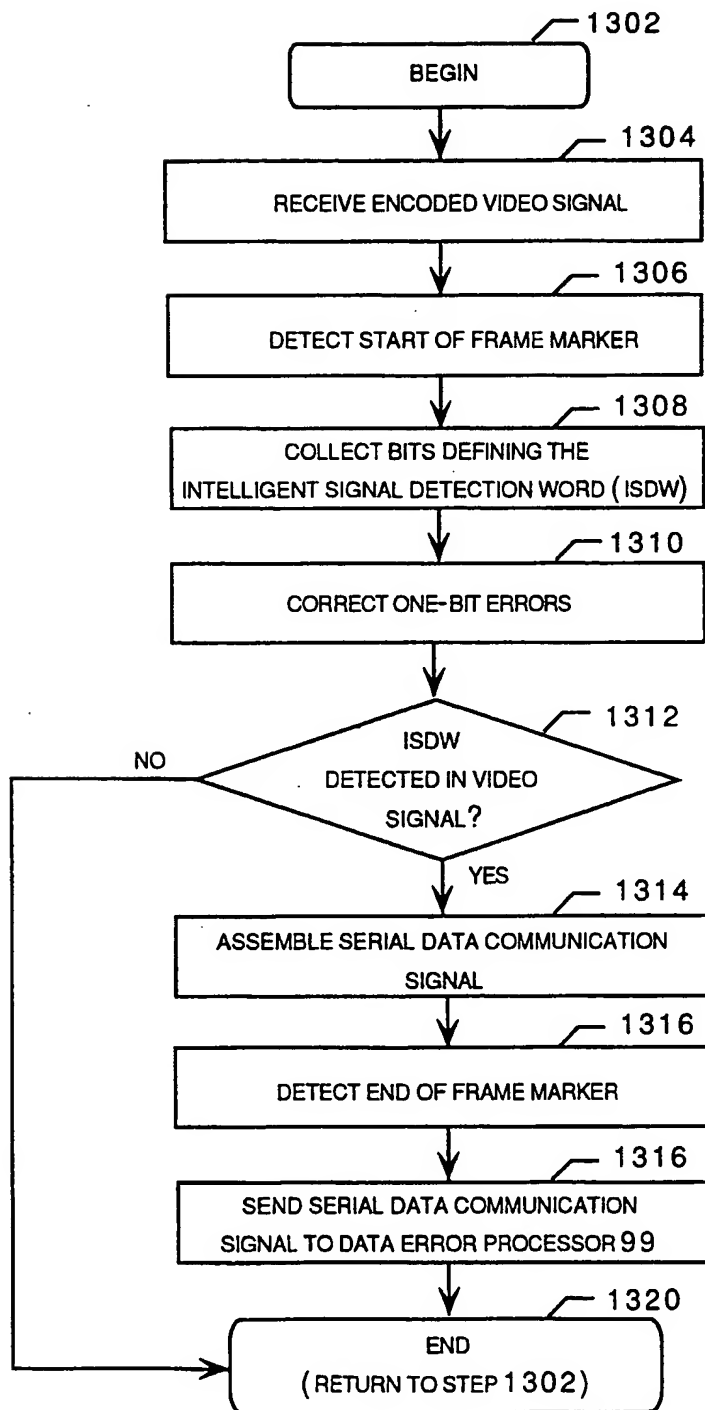 1302
BEGIN
1304
RECEIVE ENCODED VIDEO SIGNAL
1306
DETECT START OF FRAME MARKER
1308
COLLECT BITS DEFINING THE
INTELLIGENT SIGNAL DETECTION WORD ( ISDW)
1310
CORRECT ONE-BIT ERRORS
1312
ISDW
DETECTED IN VIDEO
SIGNAL?
NO
YES
1314
ASSEMBLE SERIAL DATA COMMUNICATION
SIGNAL
1316
DETECT END OF FRAME MARKER
1316
SEND SERIAL DATA COMMUNICATION
SIGNAL TO DATA ERROR PROCESSOR 99
1320
END
( RETURN TO STEP 1302)